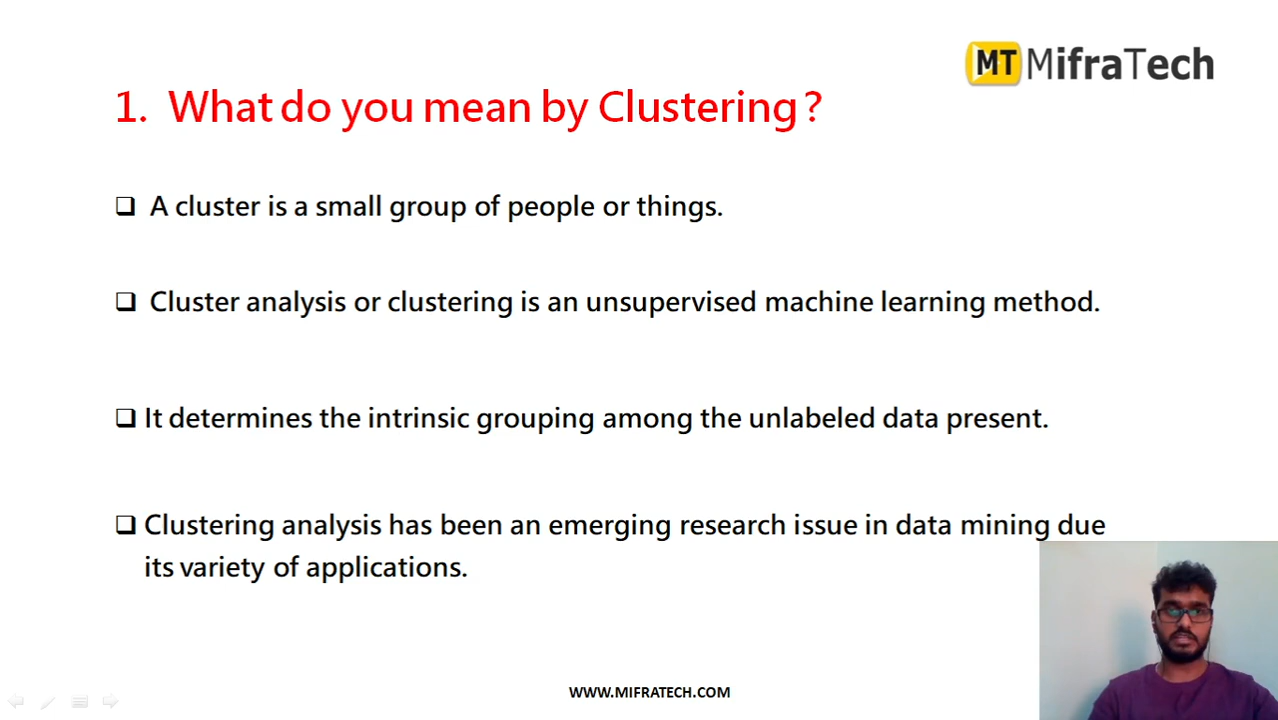 MT MifraTech
1. What do you mean by Clustering?
A cluster is a small group of people or things.
Cluster analysis or clustering is an unsupervised machine learning method.
It determines the intrinsic grouping among the unlabeled data present.
Clustering analysis has been an emerging research issue in data mining due
its variety of applications.
WWW.MIFRATECH.COM